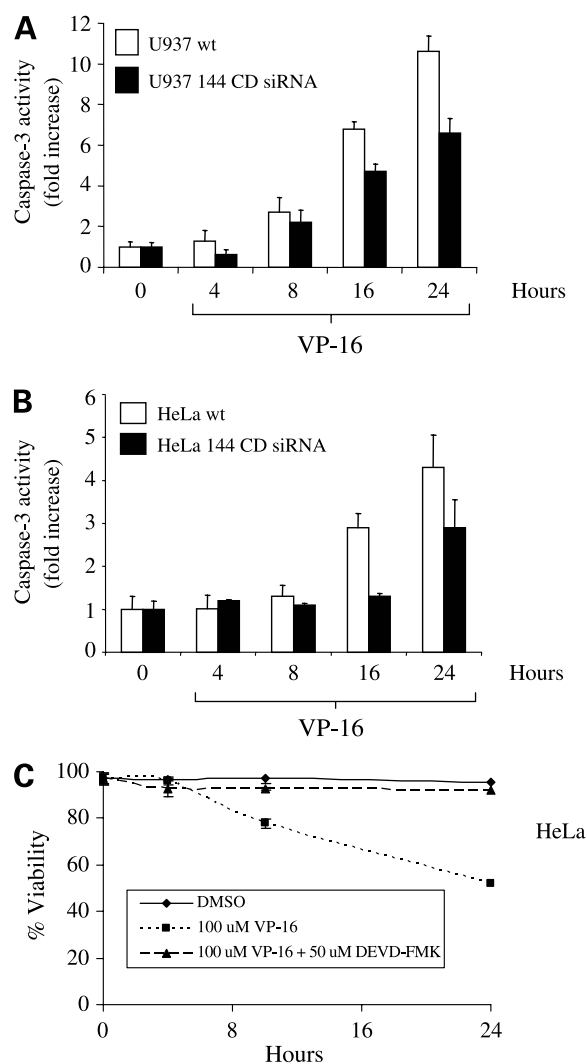 A
U937 wt
U937 144 CD siRNA
Caspase-3 activity
(fold increase)
12
10
8
6
4
2
0
0 4 8 16 24 Hours
VP-16
B
HeLa wt
HeLa 144 CD siRNA
Caspase-3 activity
(fold increase)
6
5
4
3
2
1
0
0 4 8 16 24 Hours
VP-16
C
HeLa
% Viability
100
80
60
40
20
0
DMSO
100 uM VP-16
100 uM VP-16 + 50 uM DEVD-FMK
0 8 16 24
Hours